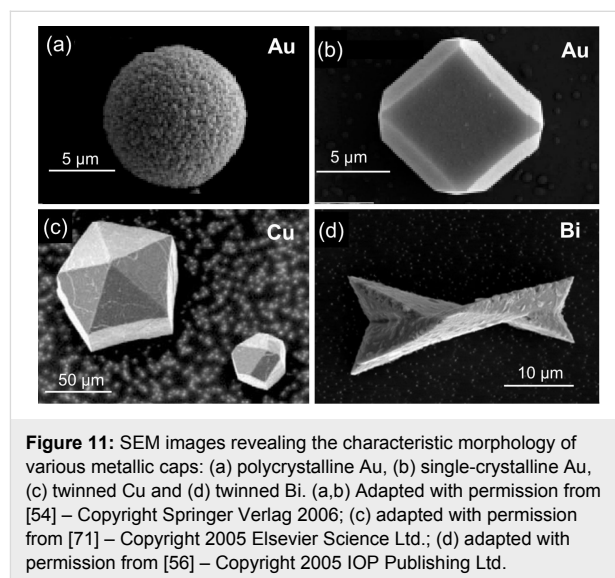 (a) Au
5 µm
(b) Au
5 µm
(c) Cu
50 µm
(d) Bi
10 µm
Figure 11: SEM images revealing the characteristic morphology of
various metallic caps: (a) polycrystalline Au, (b) single-crystalline Au,
(c) twinned Cu and (d) twinned Bi. (a,b) Adapted with permission from
[54] – Copyright Springer Verlag 2006; (c) adapted with permission
from [71] – Copyright 2005 Elsevier Science Ltd.; (d) adapted with
permission from [56] – Copyright 2005 IOP Publishing Ltd.